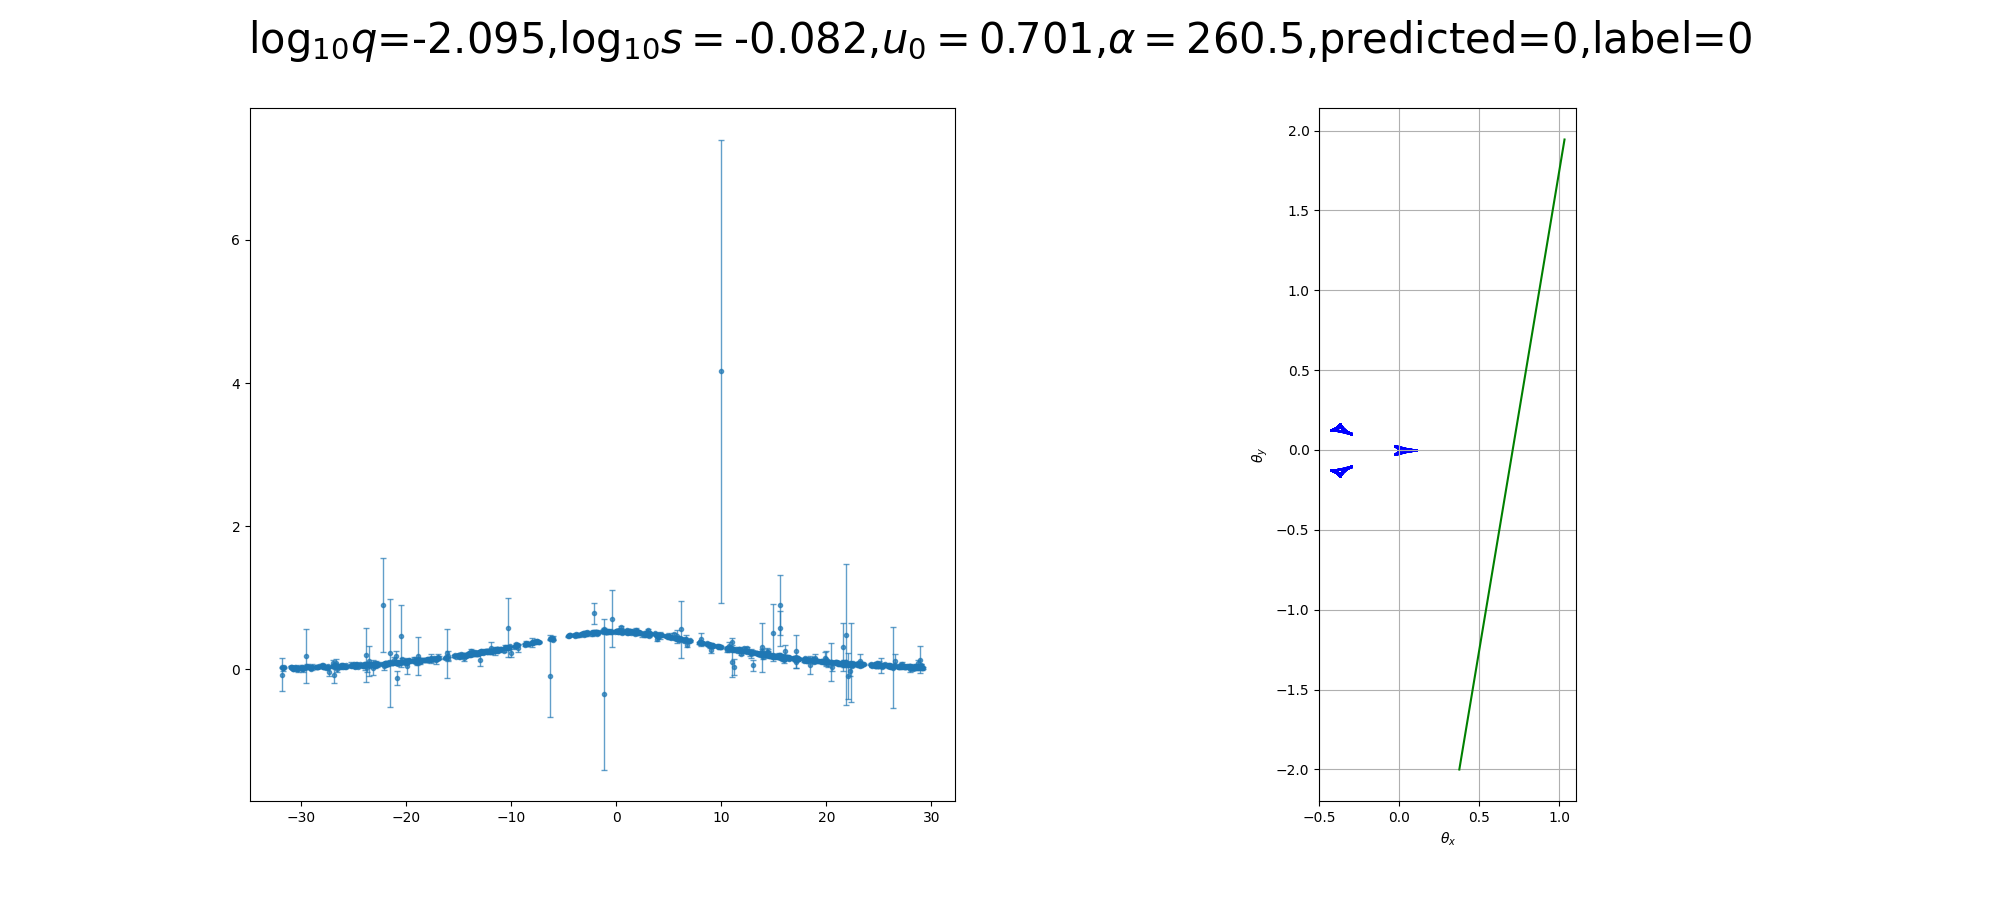 log₁₀q=-2.095,log₁₀s = -0.082,u₀ = 0.701,α = 260.5,predicted=0,label=0
6
4
2
0
−30 −20 −10 0 10 20 30
2.0
1.5
1.0
0.5
0.0
−0.5
−1.0
−1.5
−2.0
θy
−0.5 0.0 0.5 1.0
θx